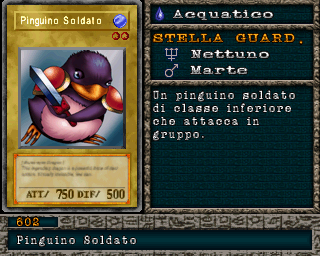 Pinguino Soldato
ATT/ 750 DIF/ 500
Acquatico
STELLA GUARD.
Nettuno
Marte
Un pinguino soldato
di classe inferiore
che attacca in
gruppo.
602
Pinguino Soldato